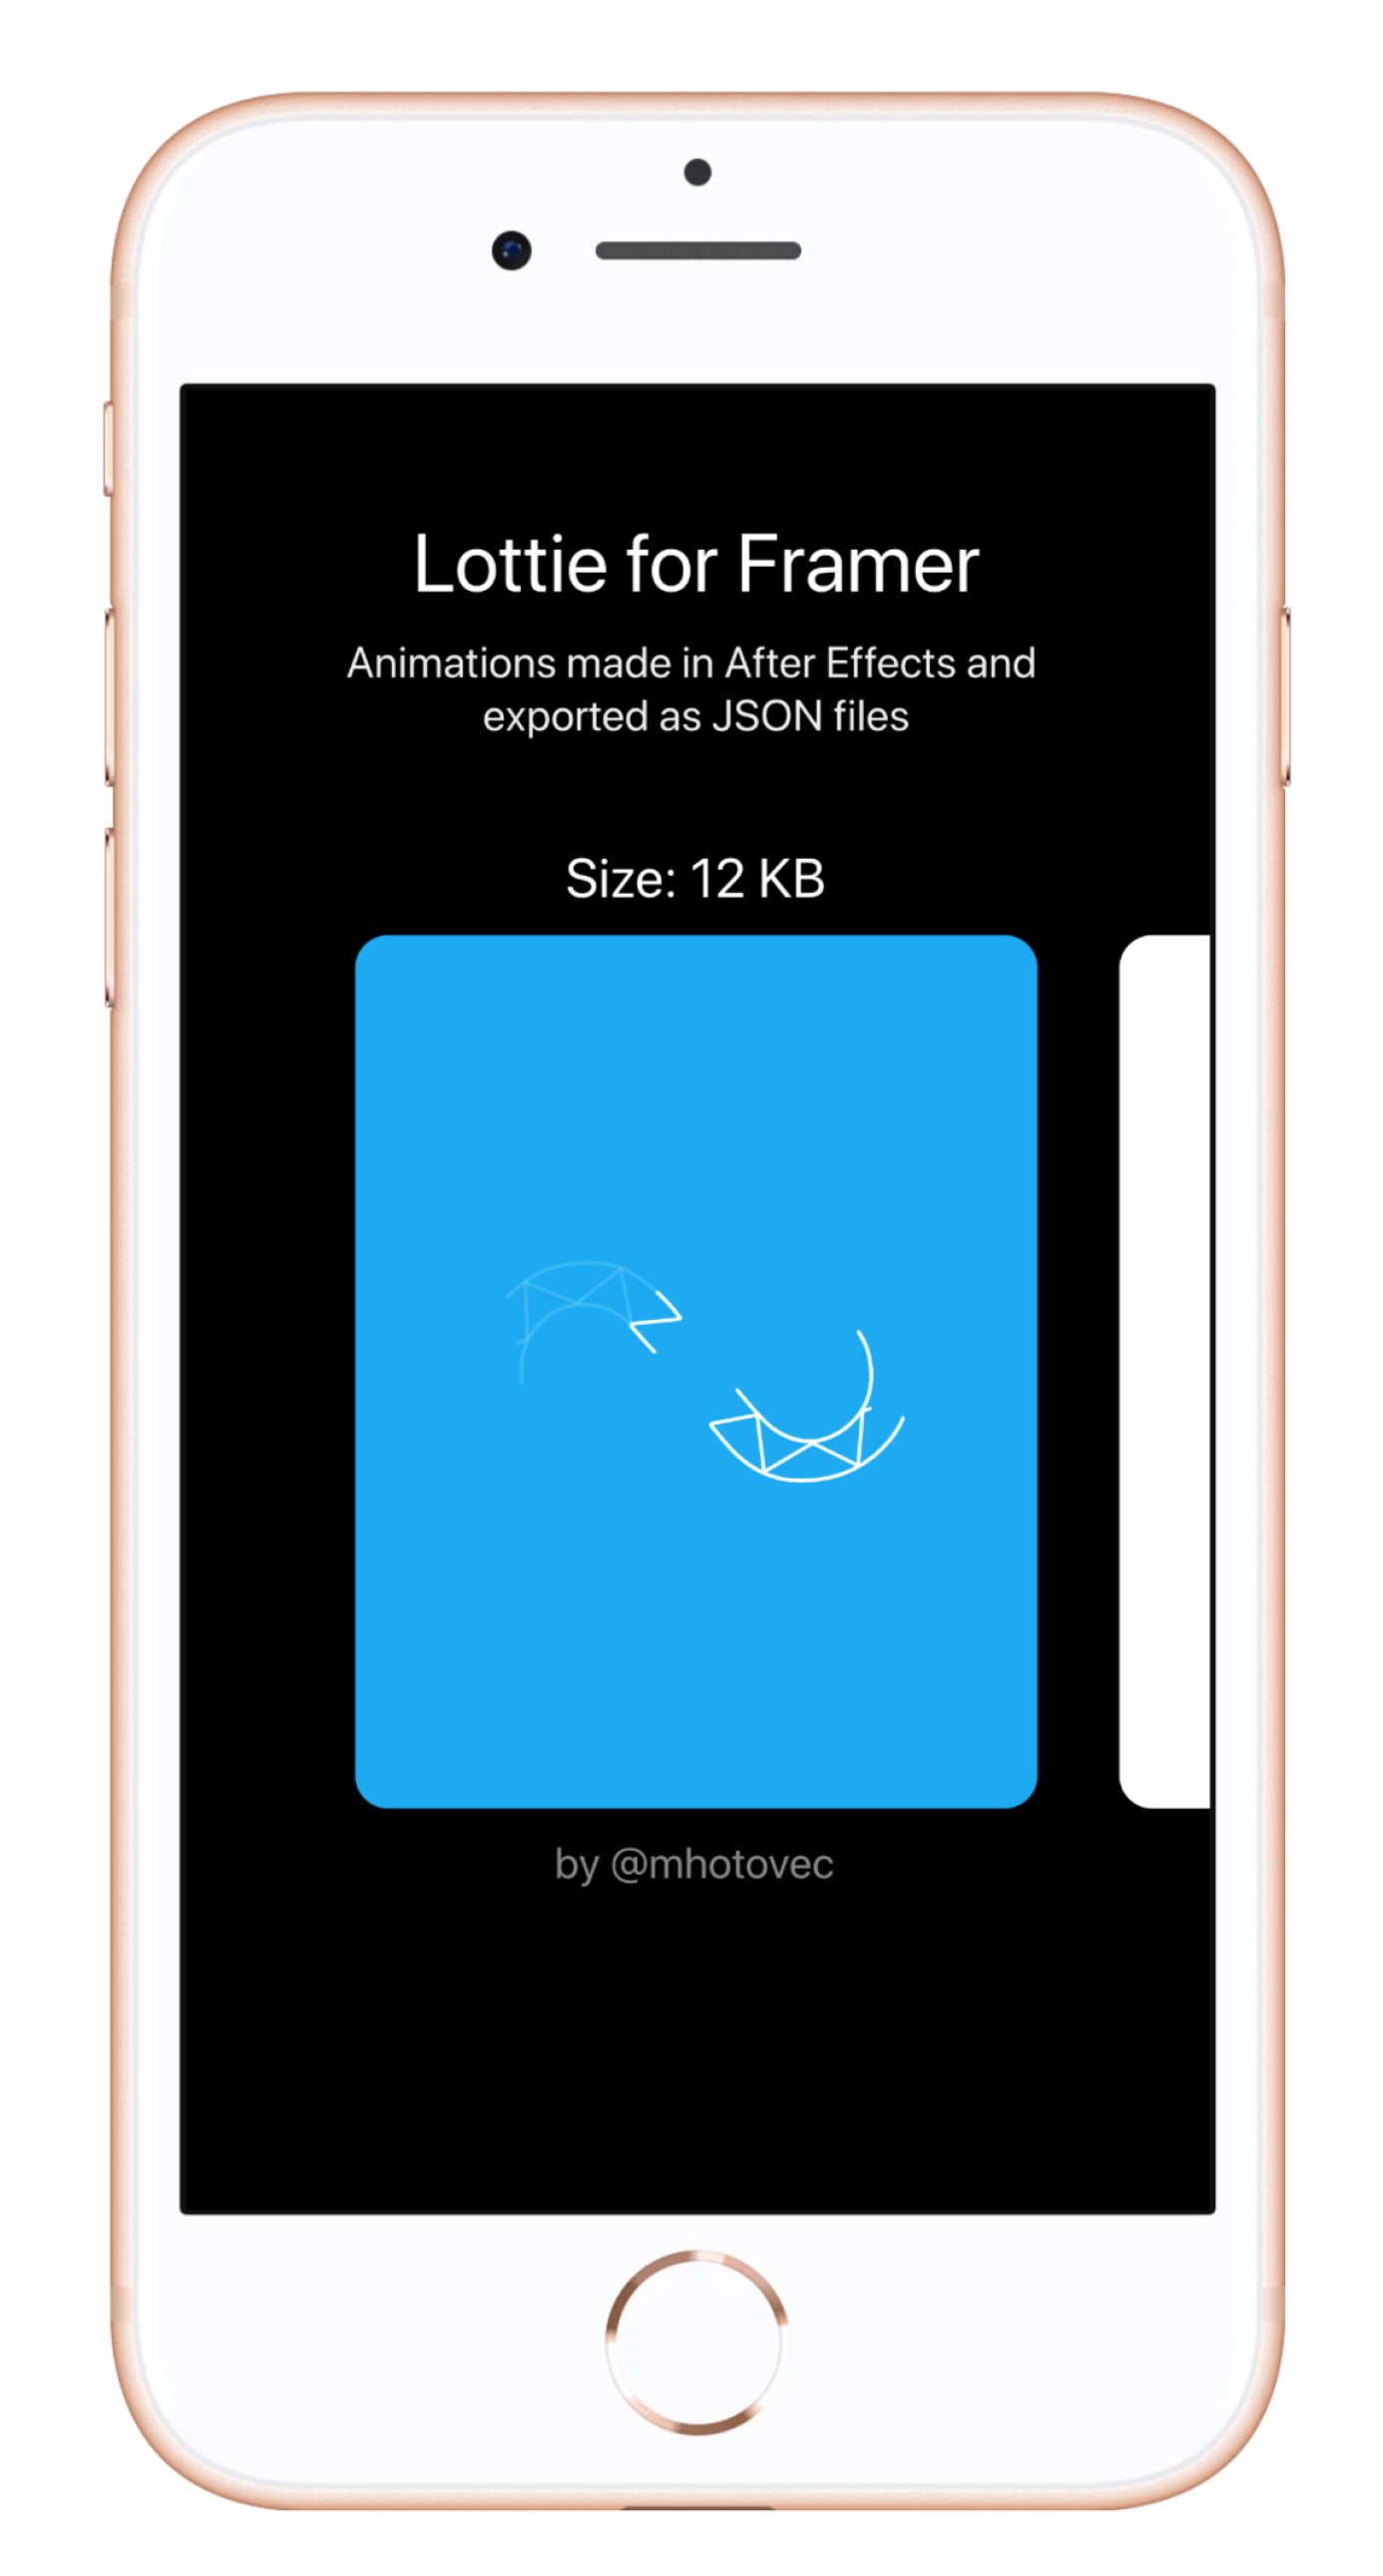 Lottie for Framer
Animations made in After Effects and
exported as JSON files
Size: 12 KB
by @mhotovec